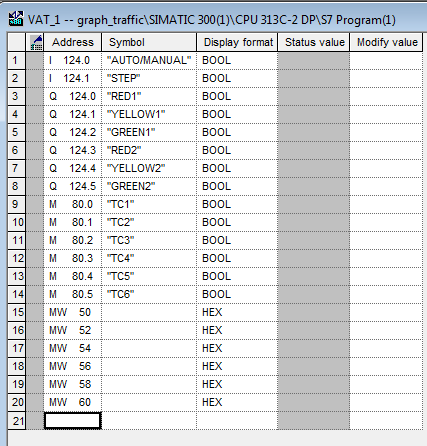 VAT_1 -- graph_traffic\SIMATIC 300(1)\CPU 313C-2 DP\S7 Program(1)
Address Symbol Display format Status value Modify value
1 I 124.0 "AUTO/MANUAL" BOOL
2 I 124.1 "STEP" BOOL
3 Q 124.0 "RED1" BOOL
4 Q 124.1 "YELLOW1" BOOL
5 Q 124.2 "GREEN1" BOOL
6 Q 124.3 "RED2" BOOL
7 Q 124.4 "YELLOW2" BOOL
8 Q 124.5 "GREEN2" BOOL
9 M 80.0 "TC1" BOOL
10 M 80.1 "TC2" BOOL
11 M 80.2 "TC3" BOOL
12 M 80.3 "TC4" BOOL
13 M 80.4 "TC5" BOOL
14 M 80.5 "TC6" BOOL
15 MW 50 HEX
16 MW 52 HEX
17 MW 54 HEX
18 MW 56 HEX
19 MW 58 HEX
20 MW 60 HEX
21